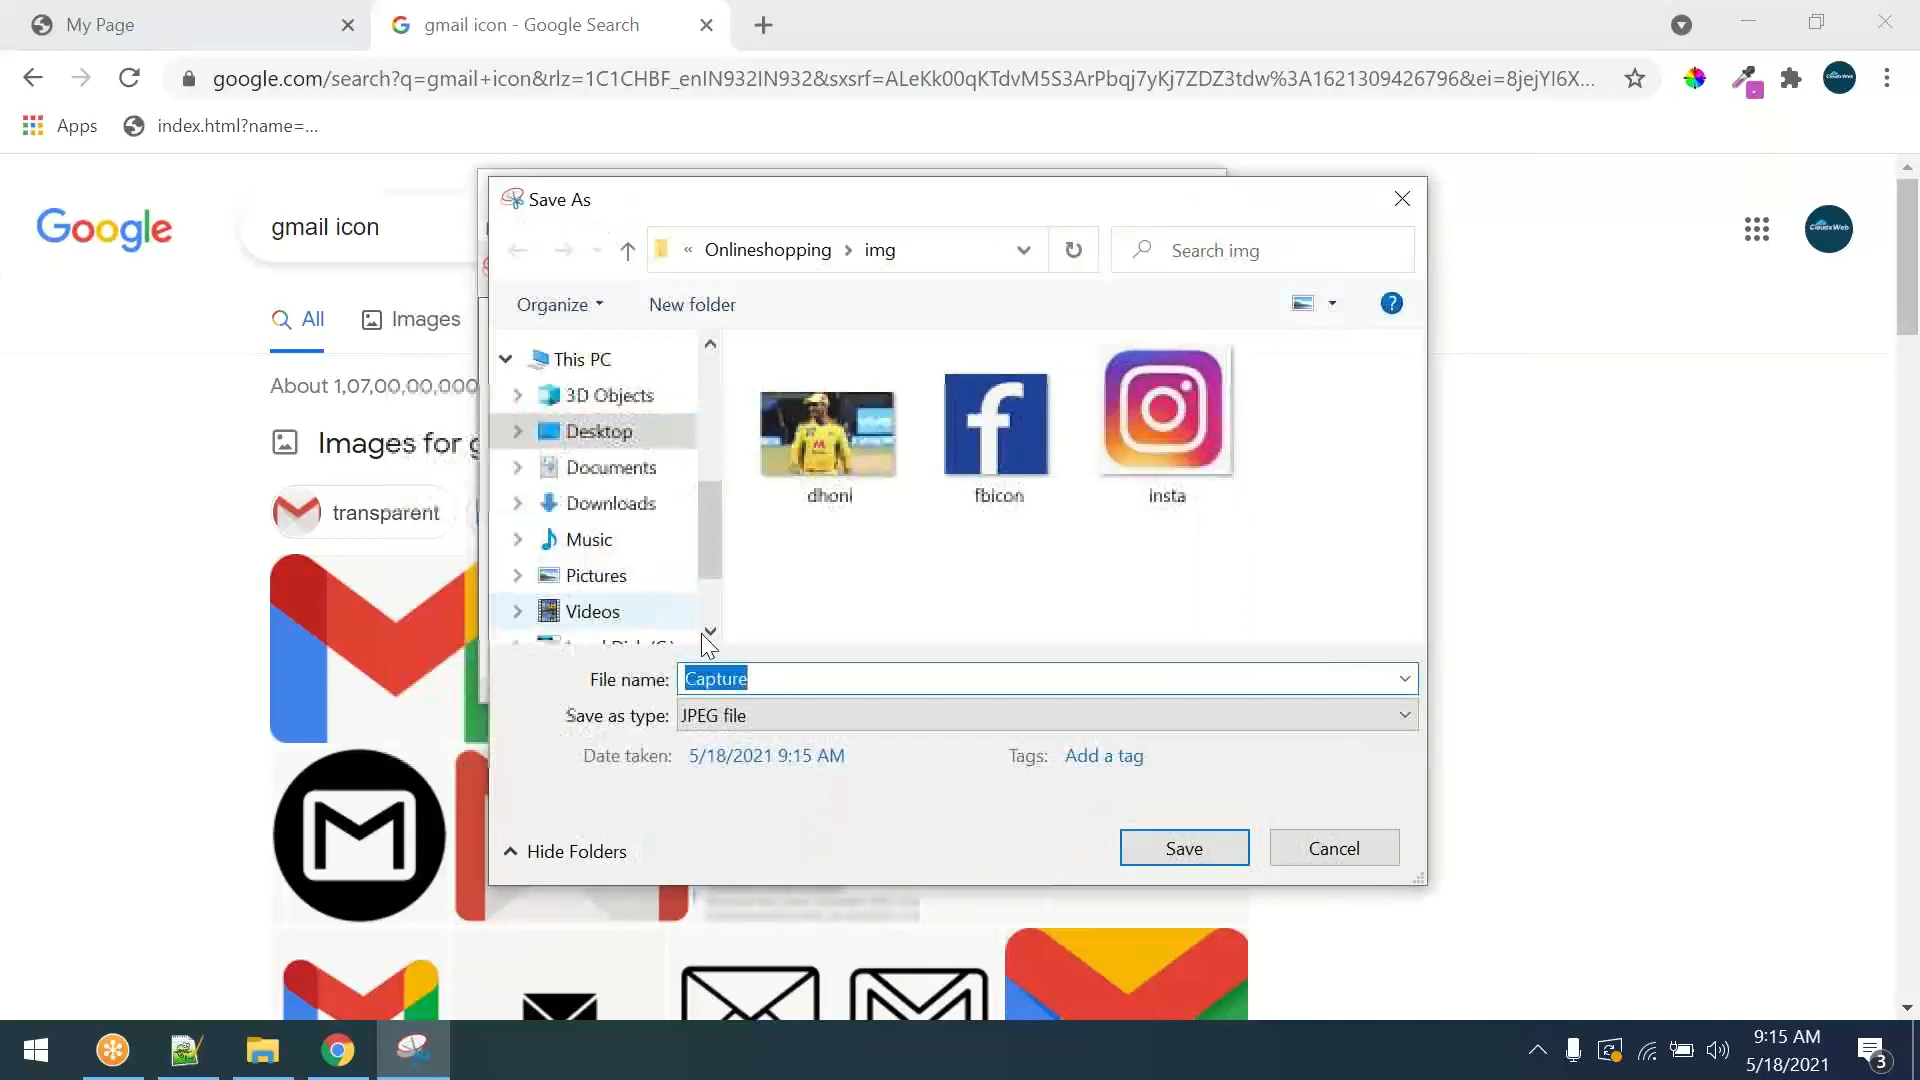 My Page
gmail icon - Google Search
google.com/search?q=gmail+icon&rlz=1C1CHBF_enIN932IN932&sxsrf=ALeKk00qKTdvM5S3ArPbqj7yKj7ZDZ3tdw%3A1621309426796&ei=8jejYI6X...
Apps
index.html?name=...
Google
gmail icon
CloudxWeb
All
Images
About 1,07,00,00,000
Images for g
transparent
Save As
« Onlineshopping > img
Search img
Organize
New folder
This PC
3D Objects
Desktop
Documents
Downloads
Music
Pictures
Videos
dhoni
fbicon
insta
File name:
Capture
Save as type:
JPEG file
Date taken:
5/18/2021 9:15 AM
Tags:
Add a tag
Hide Folders
Save
Cancel
9:15 AM
5/18/2021
3